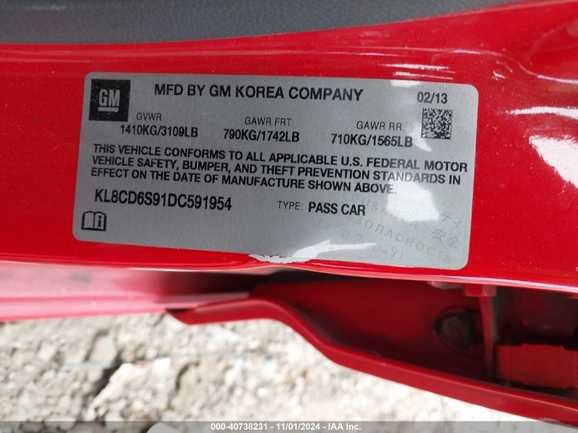 MFD BY GM KOREA COMPANY
02/13
GM
GVWR
GAWR FRT
GAWR RR.
1410KG/3109LB
790KG/1742LB
710KG/1565LB
THIS VEHICLE CONFORMS TO ALL APPLICABLE U.S. FEDERAL MOTOR
VEHICLE SAFETY, BUMPER, AND THEFT PREVENTION STANDARDS IN
EFFECT ON THE DATE OF MANUFACTURE SHOWN ABOVE.
KL8CD6S91DC591954
TYPE: PASS CAR
000-40738231 - 11/01/2024 - IAA Inc.